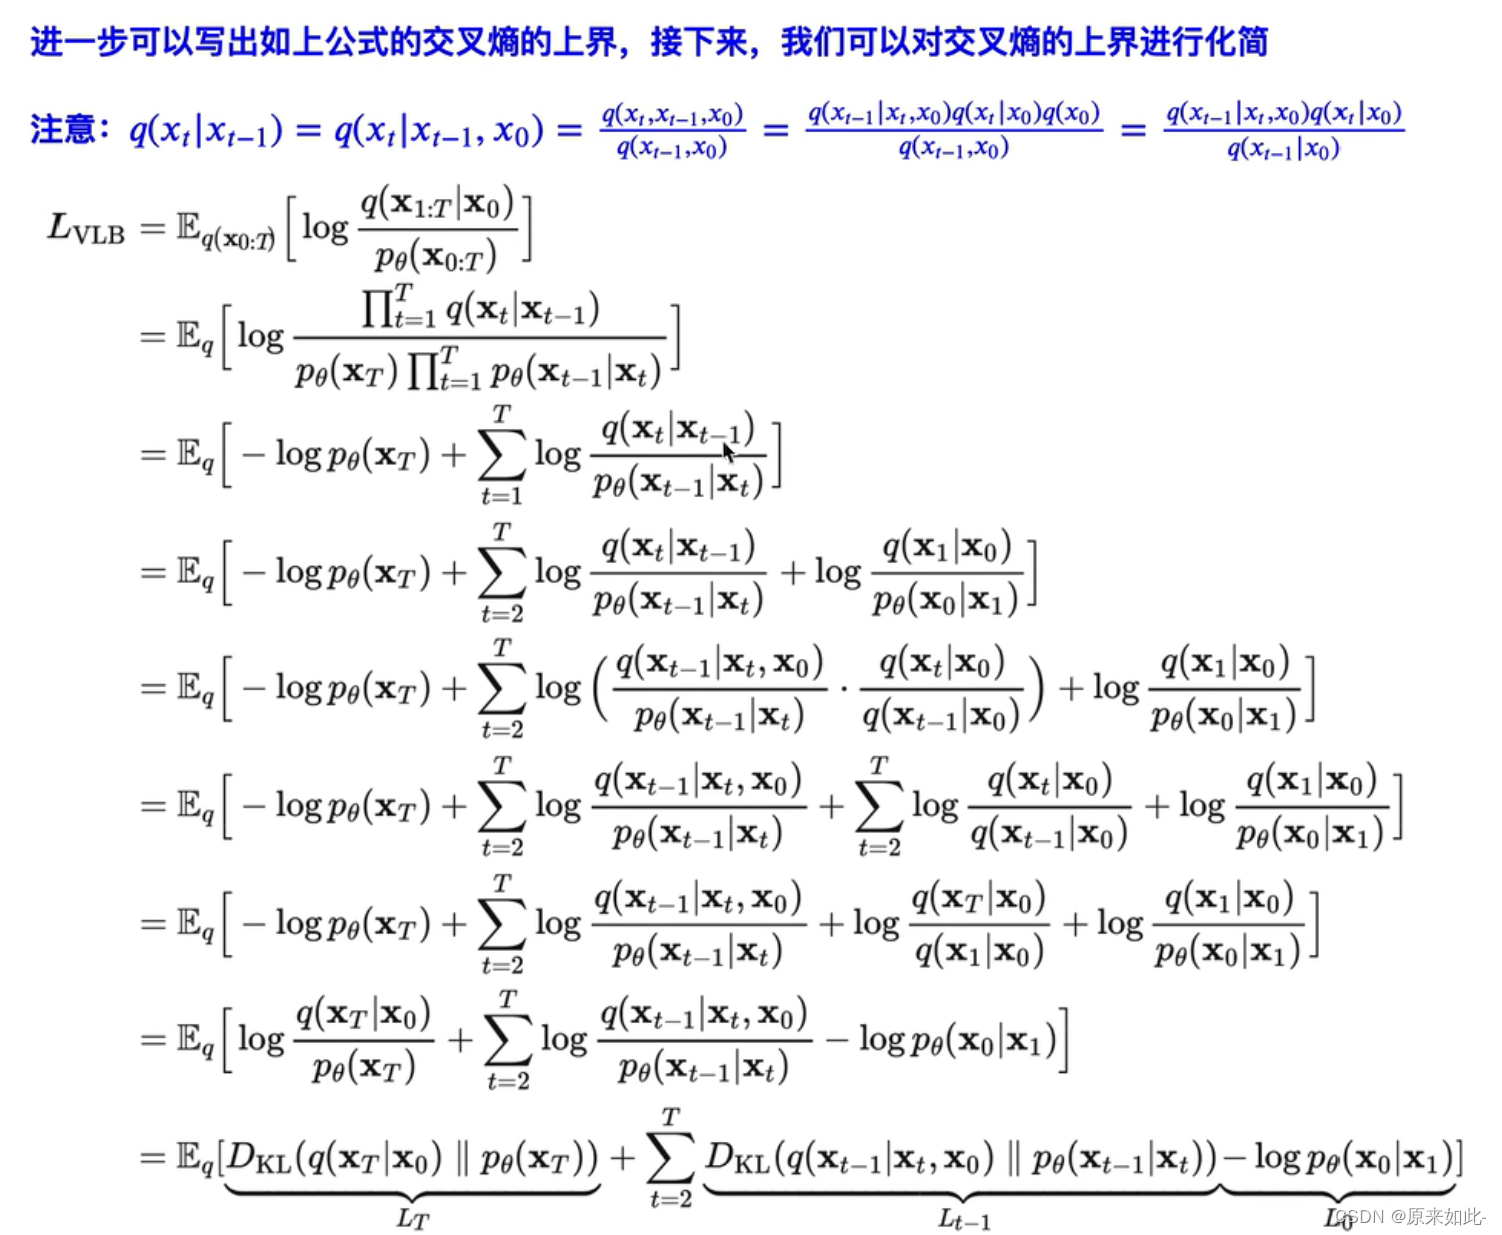 进一步可以写出如上公式的交叉熵的上界，接下来，我们可以对交叉熵的上界进行化简
注意：$q(x_t|x_{t-1}) = q(x_t|x_{t-1}, x_0) = \frac{q(x_t,x_{t-1},x_0)}{q(x_{t-1},x_0)} = \frac{q(x_{t-1}|x_t,x_0)q(x_t|x_0)q(x_0)}{q(x_{t-1},x_0)} = \frac{q(x_{t-1}|x_t,x_0)q(x_t|x_0)}{q(x_{t-1}|x_0)}$
$L_{\text{VLB}} = \mathbb{E}_{q(\mathbf{x}_{0:T})}\left[\log \frac{q(\mathbf{x}_{1:T}|\mathbf{x}_0)}{p_\theta(\mathbf{x}_{0:T})}\right]$
$= \mathbb{E}_q\left[\log \frac{\prod_{t=1}^T q(\mathbf{x}_t|\mathbf{x}_{t-1})}{p_\theta(\mathbf{x}_T)\prod_{t=1}^T p_\theta(\mathbf{x}_{t-1}|\mathbf{x}_t)}\right]$
$= \mathbb{E}_q\left[-\log p_\theta(\mathbf{x}_T) + \sum_{t=1}^T \log \frac{q(\mathbf{x}_t|\mathbf{x}_{t-1})}{p_\theta(\mathbf{x}_{t-1}|\mathbf{x}_t)}\right]$
$= \mathbb{E}_q\left[-\log p_\theta(\mathbf{x}_T) + \sum_{t=2}^T \log \frac{q(\mathbf{x}_t|\mathbf{x}_{t-1})}{p_\theta(\mathbf{x}_{t-1}|\mathbf{x}_t)} + \log \frac{q(\mathbf{x}_1|\mathbf{x}_0)}{p_\theta(\mathbf{x}_0|\mathbf{x}_1)}\right]$
$= \mathbb{E}_q\left[-\log p_\theta(\mathbf{x}_T) + \sum_{t=2}^T \log \left(\frac{q(\mathbf{x}_{t-1}|\mathbf{x}_t,\mathbf{x}_0)}{p_\theta(\mathbf{x}_{t-1}|\mathbf{x}_t)} \cdot \frac{q(\mathbf{x}_t|\mathbf{x}_0)}{q(\mathbf{x}_{t-1}|\mathbf{x}_0)}\right) + \log \frac{q(\mathbf{x}_1|\mathbf{x}_0)}{p_\theta(\mathbf{x}_0|\mathbf{x}_1)}\right]$
$= \mathbb{E}_q\left[-\log p_\theta(\mathbf{x}_T) + \sum_{t=2}^T \log \frac{q(\mathbf{x}_{t-1}|\mathbf{x}_t,\mathbf{x}_0)}{p_\theta(\mathbf{x}_{t-1}|\mathbf{x}_t)} + \sum_{t=2}^T \log \frac{q(\mathbf{x}_t|\mathbf{x}_0)}{q(\mathbf{x}_{t-1}|\mathbf{x}_0)} + \log \frac{q(\mathbf{x}_1|\mathbf{x}_0)}{p_\theta(\mathbf{x}_0|\mathbf{x}_1)}\right]$
$= \mathbb{E}_q\left[-\log p_\theta(\mathbf{x}_T) + \sum_{t=2}^T \log \frac{q(\mathbf{x}_{t-1}|\mathbf{x}_t,\mathbf{x}_0)}{p_\theta(\mathbf{x}_{t-1}|\mathbf{x}_t)} + \log \frac{q(\mathbf{x}_T|\mathbf{x}_0)}{q(\mathbf{x}_1|\mathbf{x}_0)} + \log \frac{q(\mathbf{x}_1|\mathbf{x}_0)}{p_\theta(\mathbf{x}_0|\mathbf{x}_1)}\right]$
$= \mathbb{E}_q\left[\log \frac{q(\mathbf{x}_T|\mathbf{x}_0)}{p_\theta(\mathbf{x}_T)} + \sum_{t=2}^T \log \frac{q(\mathbf{x}_{t-1}|\mathbf{x}_t,\mathbf{x}_0)}{p_\theta(\mathbf{x}_{t-1}|\mathbf{x}_t)} - \log p_\theta(\mathbf{x}_0|\mathbf{x}_1)\right]$
$= \mathbb{E}_q[\underbrace{D_{\text{KL}}(q(\mathbf{x}_T|\mathbf{x}_0) \parallel p_\theta(\mathbf{x}_T))}_{L_T} + \sum_{t=2}^T \underbrace{D_{\text{KL}}(q(\mathbf{x}_{t-1}|\mathbf{x}_t,\mathbf{x}_0) \parallel p_\theta(\mathbf{x}_{t-1}|\mathbf{x}_t))}_{L_{t-1}} \underbrace{-\log p_\theta(\mathbf{x}_0|\mathbf{x}_1)}_{L_0}]$
CSDN @原来如此-